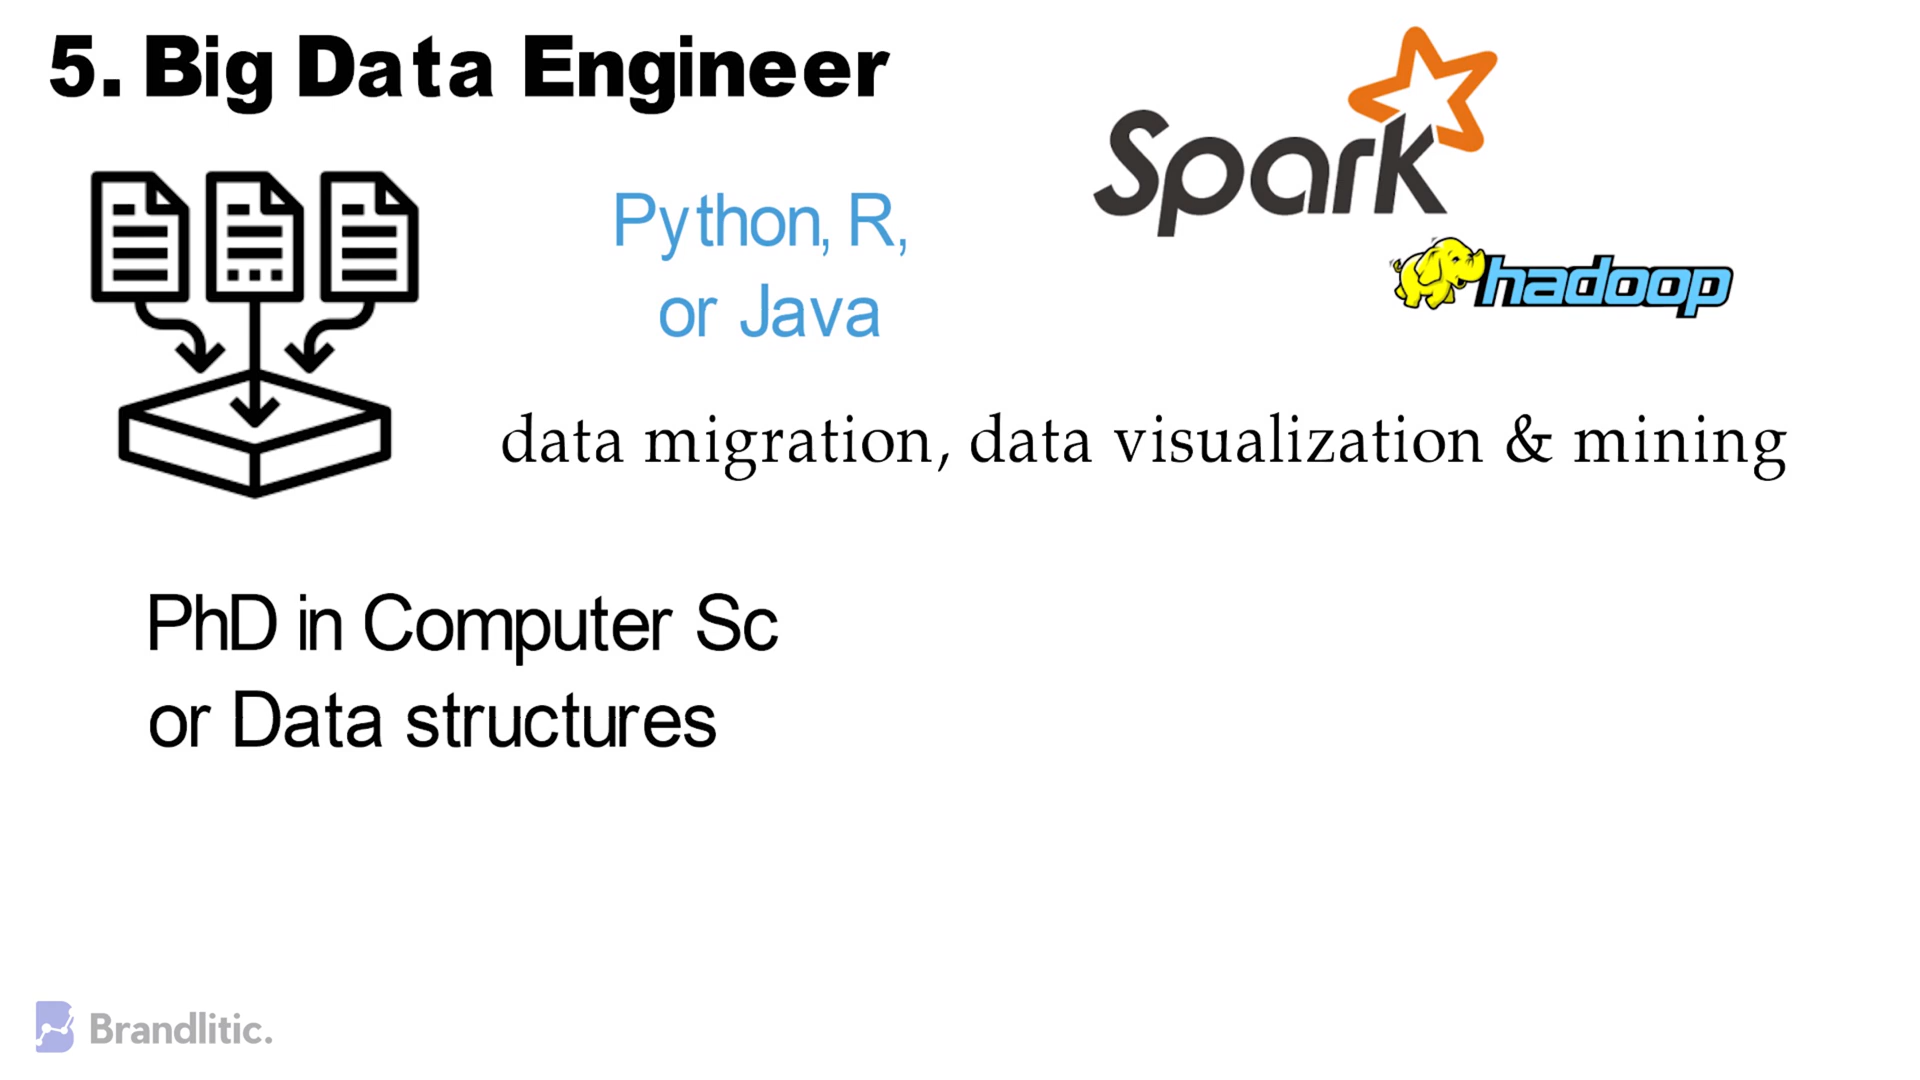 5. Big Data Engineer
Spark
Python, R,
or Java
hadoop
data migration, data visualization & mining
PhD in Computer Sc
or Data structures
Brandlitic.